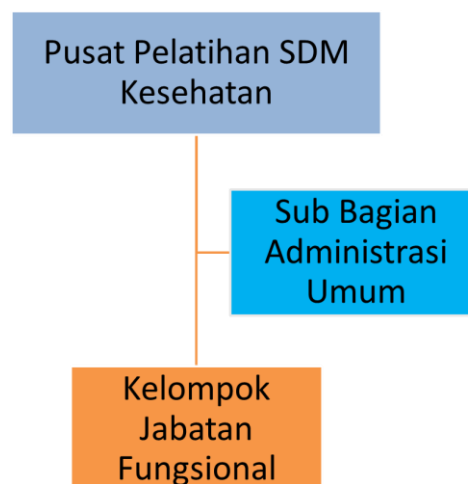 Pusat Pelatihan SDM
Kesehatan
Sub Bagian
Administrasi
Umum
Kelompok
Jabatan
Fungsional